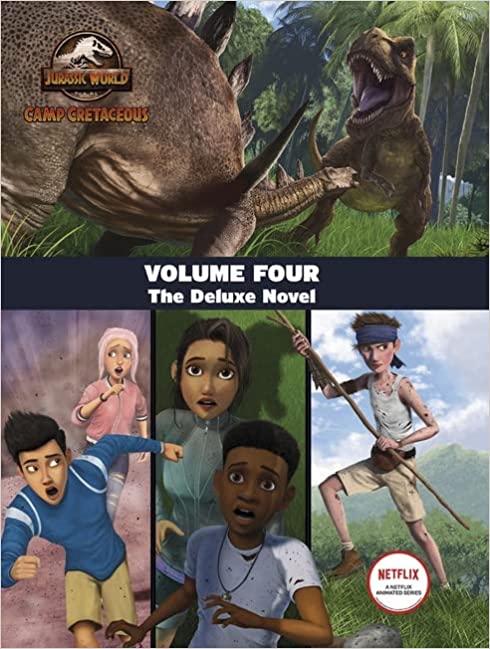 JURASSIC WORLD
CAMP CRETACEOUS
VOLUME FOUR
The Deluxe Novel
NETFLIX
A NETFLIX
ANIMATED SERIES